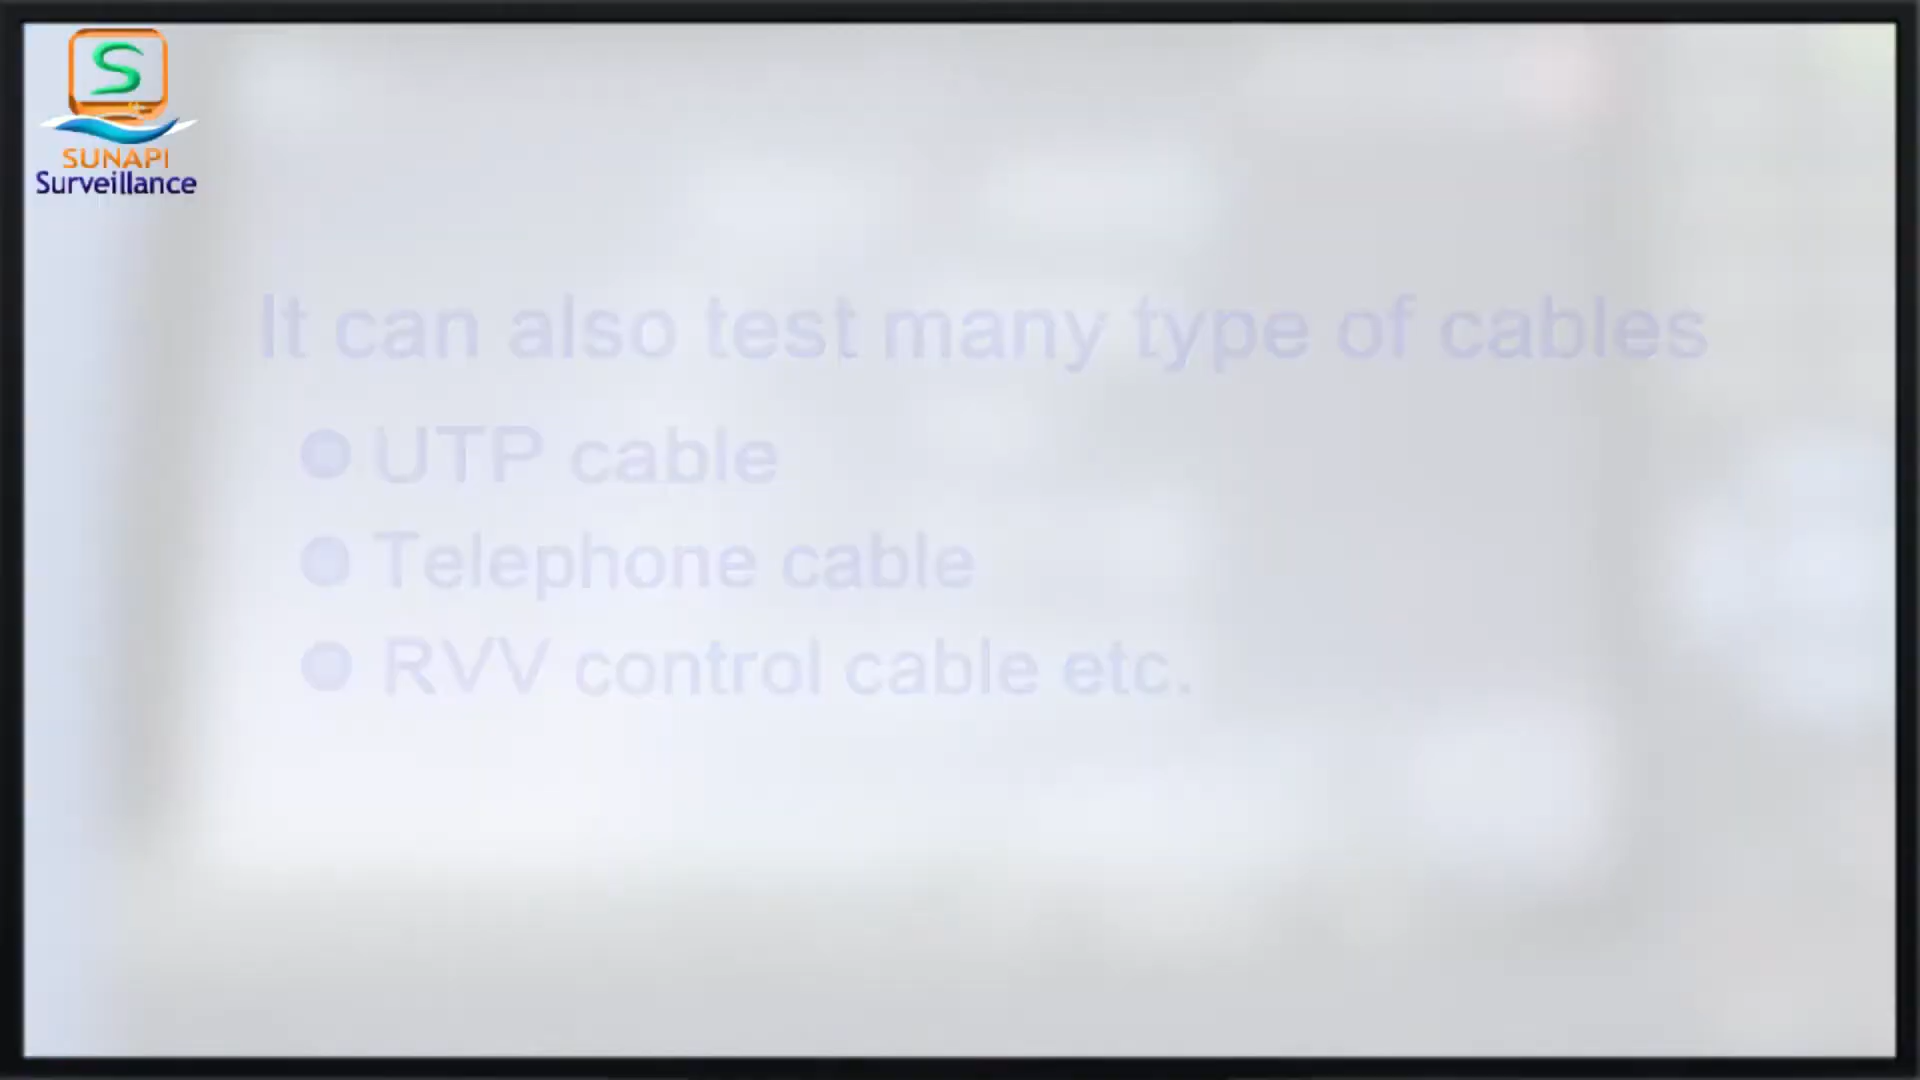 S
SUNAPI
Surveillance
It can also test many type of cables
● UTP cable
● Telephone cable
● RVV control cable etc.